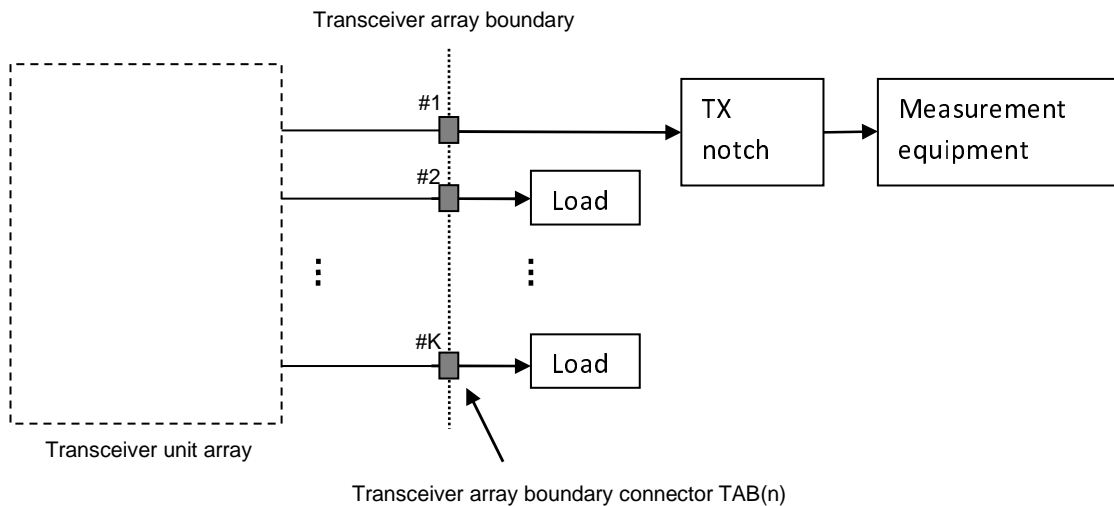 Transceiver array boundary
#1
TX
notch
Measurement
equipment
#2
Load
#K
Load
Transceiver unit array
Transceiver array boundary connector TAB(n)